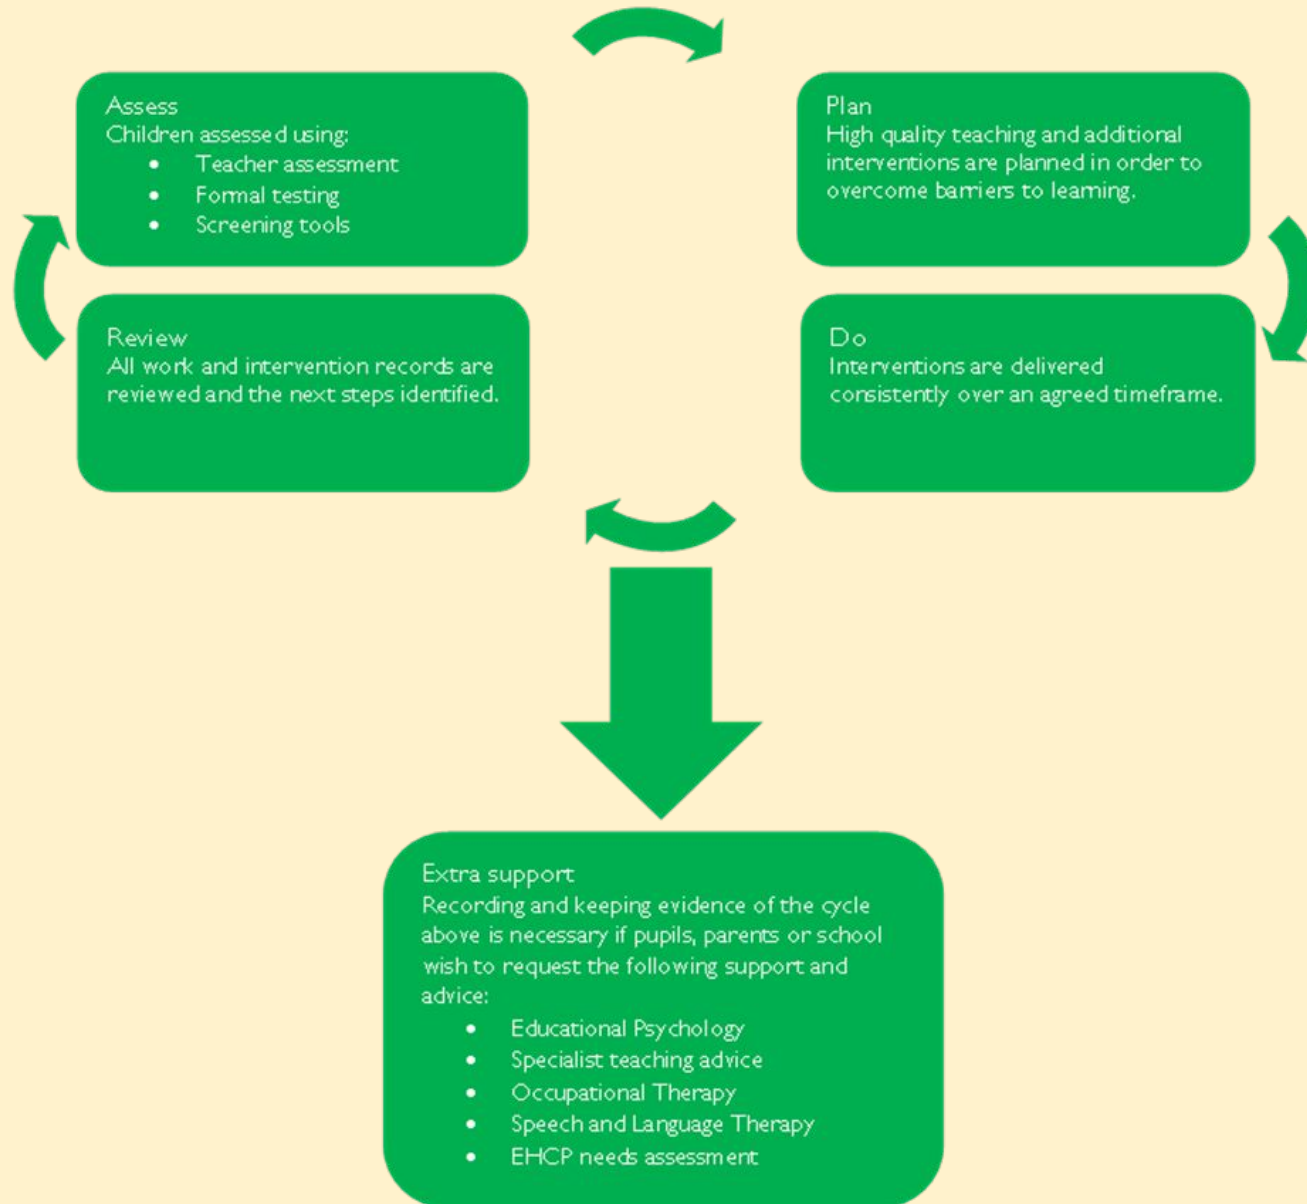 Assess
Children assessed using:
• Teacher assessment
• Formal testing
• Screening tools
Plan
High quality teaching and additional
interventions are planned in order to
overcome barriers to learning.
Review
All work and intervention records are
reviewed and the next steps identified.
Do
Interventions are delivered
consistently over an agreed timeframe.
Extra support
Recording and keeping evidence of the cycle
above is necessary if pupils, parents or school
wish to request the following support and
advice:
• Educational Psychology
• Specialist teaching advice
• Occupational Therapy
• Speech and Language Therapy
• EHCP needs assessment